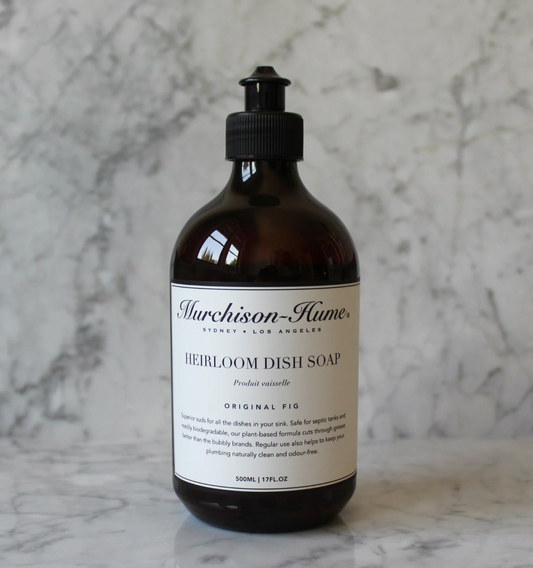 Murchison-Hume®
SYDNEY • LOS ANGELES
HEIRLOOM DISH SOAP
Produit vaisselle
ORIGINAL FIG
Superior suds for all the dishes in your sink. Safe for septic tanks and
readily biodegradable, our plant-based formula cuts through grease
better than the bubbly brands. Regular use also helps to keep your
plumbing naturally clean and odour-free.
500ML | 17FL.OZ